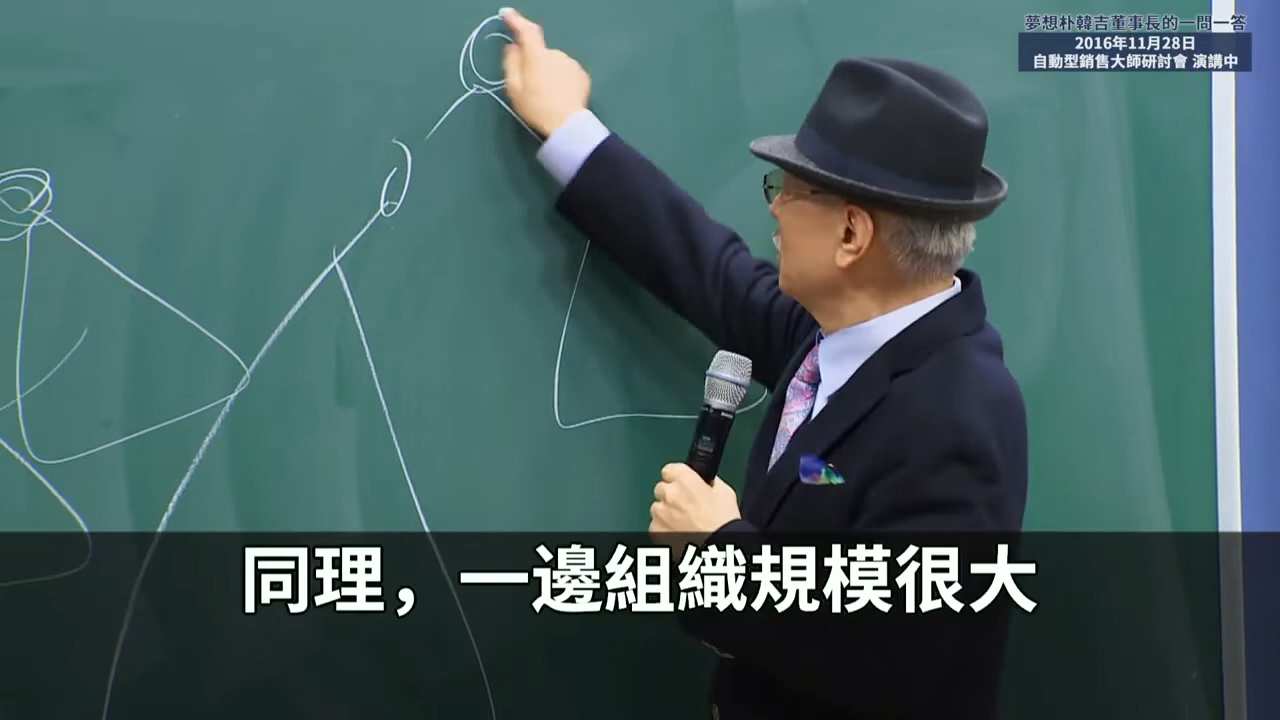 夢想朴韓吉董事長的一問一答
2016年11月28日
自動型銷售大師研討會 演講中
同理，一邊組織規模很大